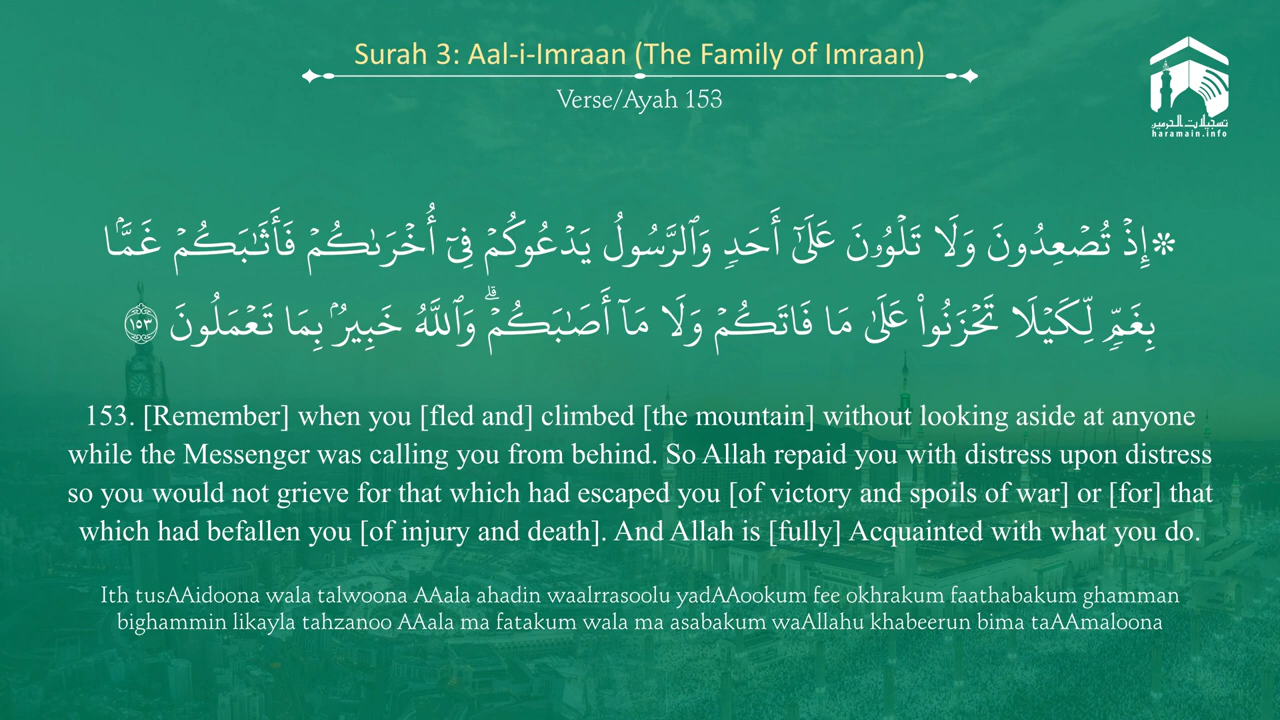 Surah 3: Aal-i-Imraan (The Family of Imraan)
Verse/Ayah 153
تسجيلات الحرمين
haramain.info
۞إِذۡ تُصۡعِدُونَ وَلَا تَلۡوُۥنَ عَلَىٰٓ أَحَدٖ وَٱلرَّسُولُ يَدۡعُوكُمۡ فِيٓ أُخۡرَىٰكُمۡ فَأَثَٰبَكُمۡ غَمَّۢا
بِغَمّٖ لِّكَيۡلَا تَحۡزَنُواْ عَلَىٰ مَا فَاتَكُمۡ وَلَا مَآ أَصَٰبَكُمۡۗ وَٱللَّهُ خَبِيرُۢ بِمَا تَعۡمَلُونَ ١٥٣
153. [Remember] when you [fled and] climbed [the mountain] without looking aside at anyone
while the Messenger was calling you from behind. So Allah repaid you with distress upon distress
so you would not grieve for that which had escaped you [of victory and spoils of war] or [for] that
which had befallen you [of injury and death]. And Allah is [fully] Acquainted with what you do.
Ith tusAAidoona wala talwoona AAala ahadin waalrrasoolu yadAAookum fee okhrakum faathabakum ghamman
bighammin likayla tahzanoo AAala ma fatakum wala ma asabakum waAllahu khabeerun bima taAAmaloona